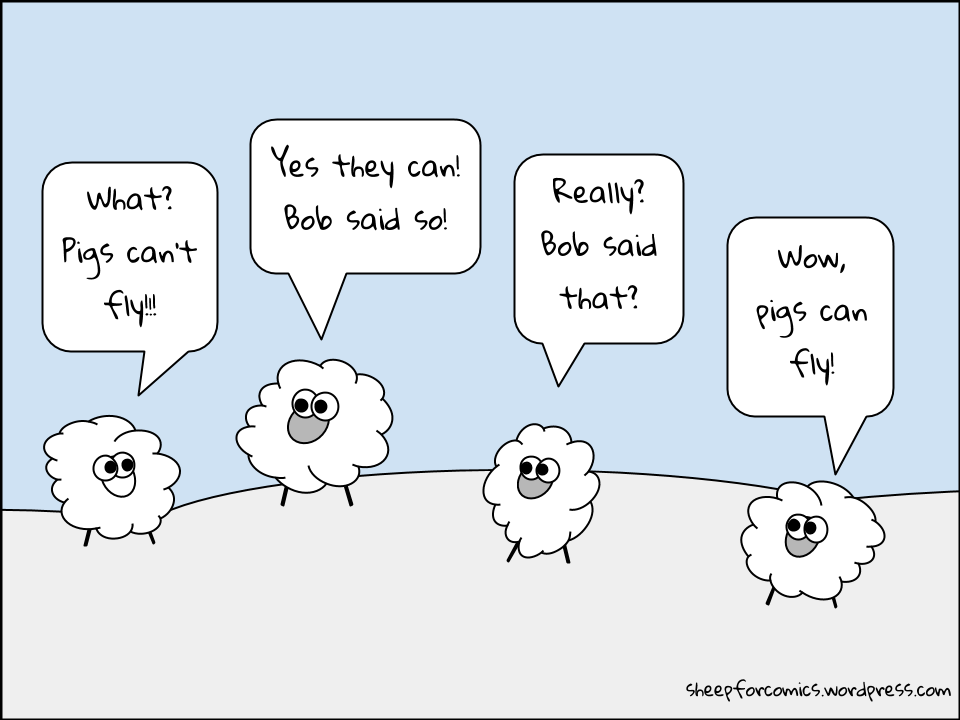 What?
Pigs can't
fly!!!
Yes they can!
Bob said so!
Really?
Bob said
that?
Wow,
pigs can
fly!
sheepforcomics.wordpress.com